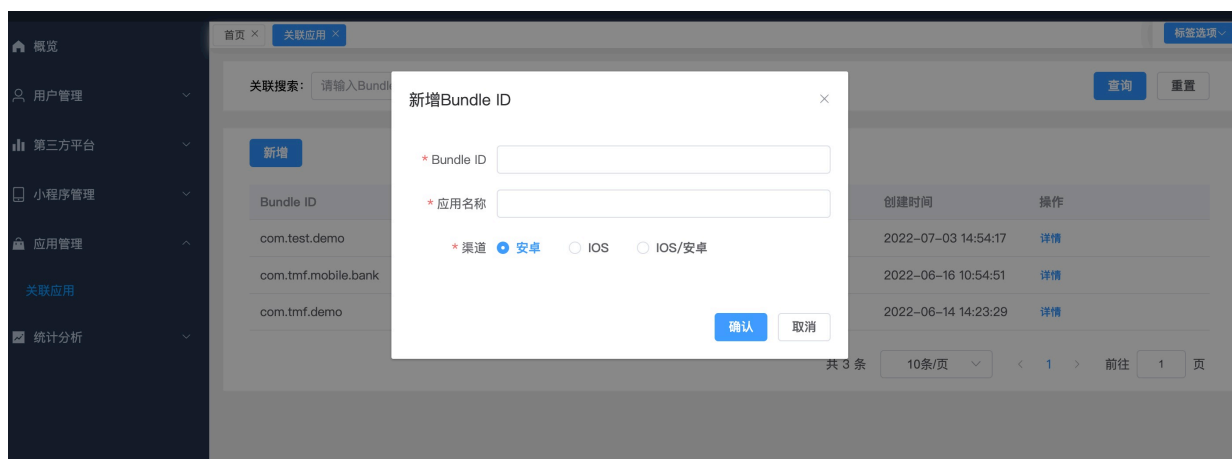 首页 ×
关联应用 ×
标签选项
概览
用户管理
第三方平台
小程序管理
应用管理
关联应用
统计分析
关联搜索:
请输入Bundle
查询
重置
新增
Bundle ID
创建时间
操作
com.test.demo
2022-07-03 14:54:17
详情
com.tmf.mobile.bank
2022-06-16 10:54:51
详情
com.tmf.demo
2022-06-14 14:23:29
详情
共 3 条
10条/页
1
前往
1
页
新增Bundle ID
* Bundle ID
* 应用名称
* 渠道
安卓
IOS
IOS/安卓
确认
取消